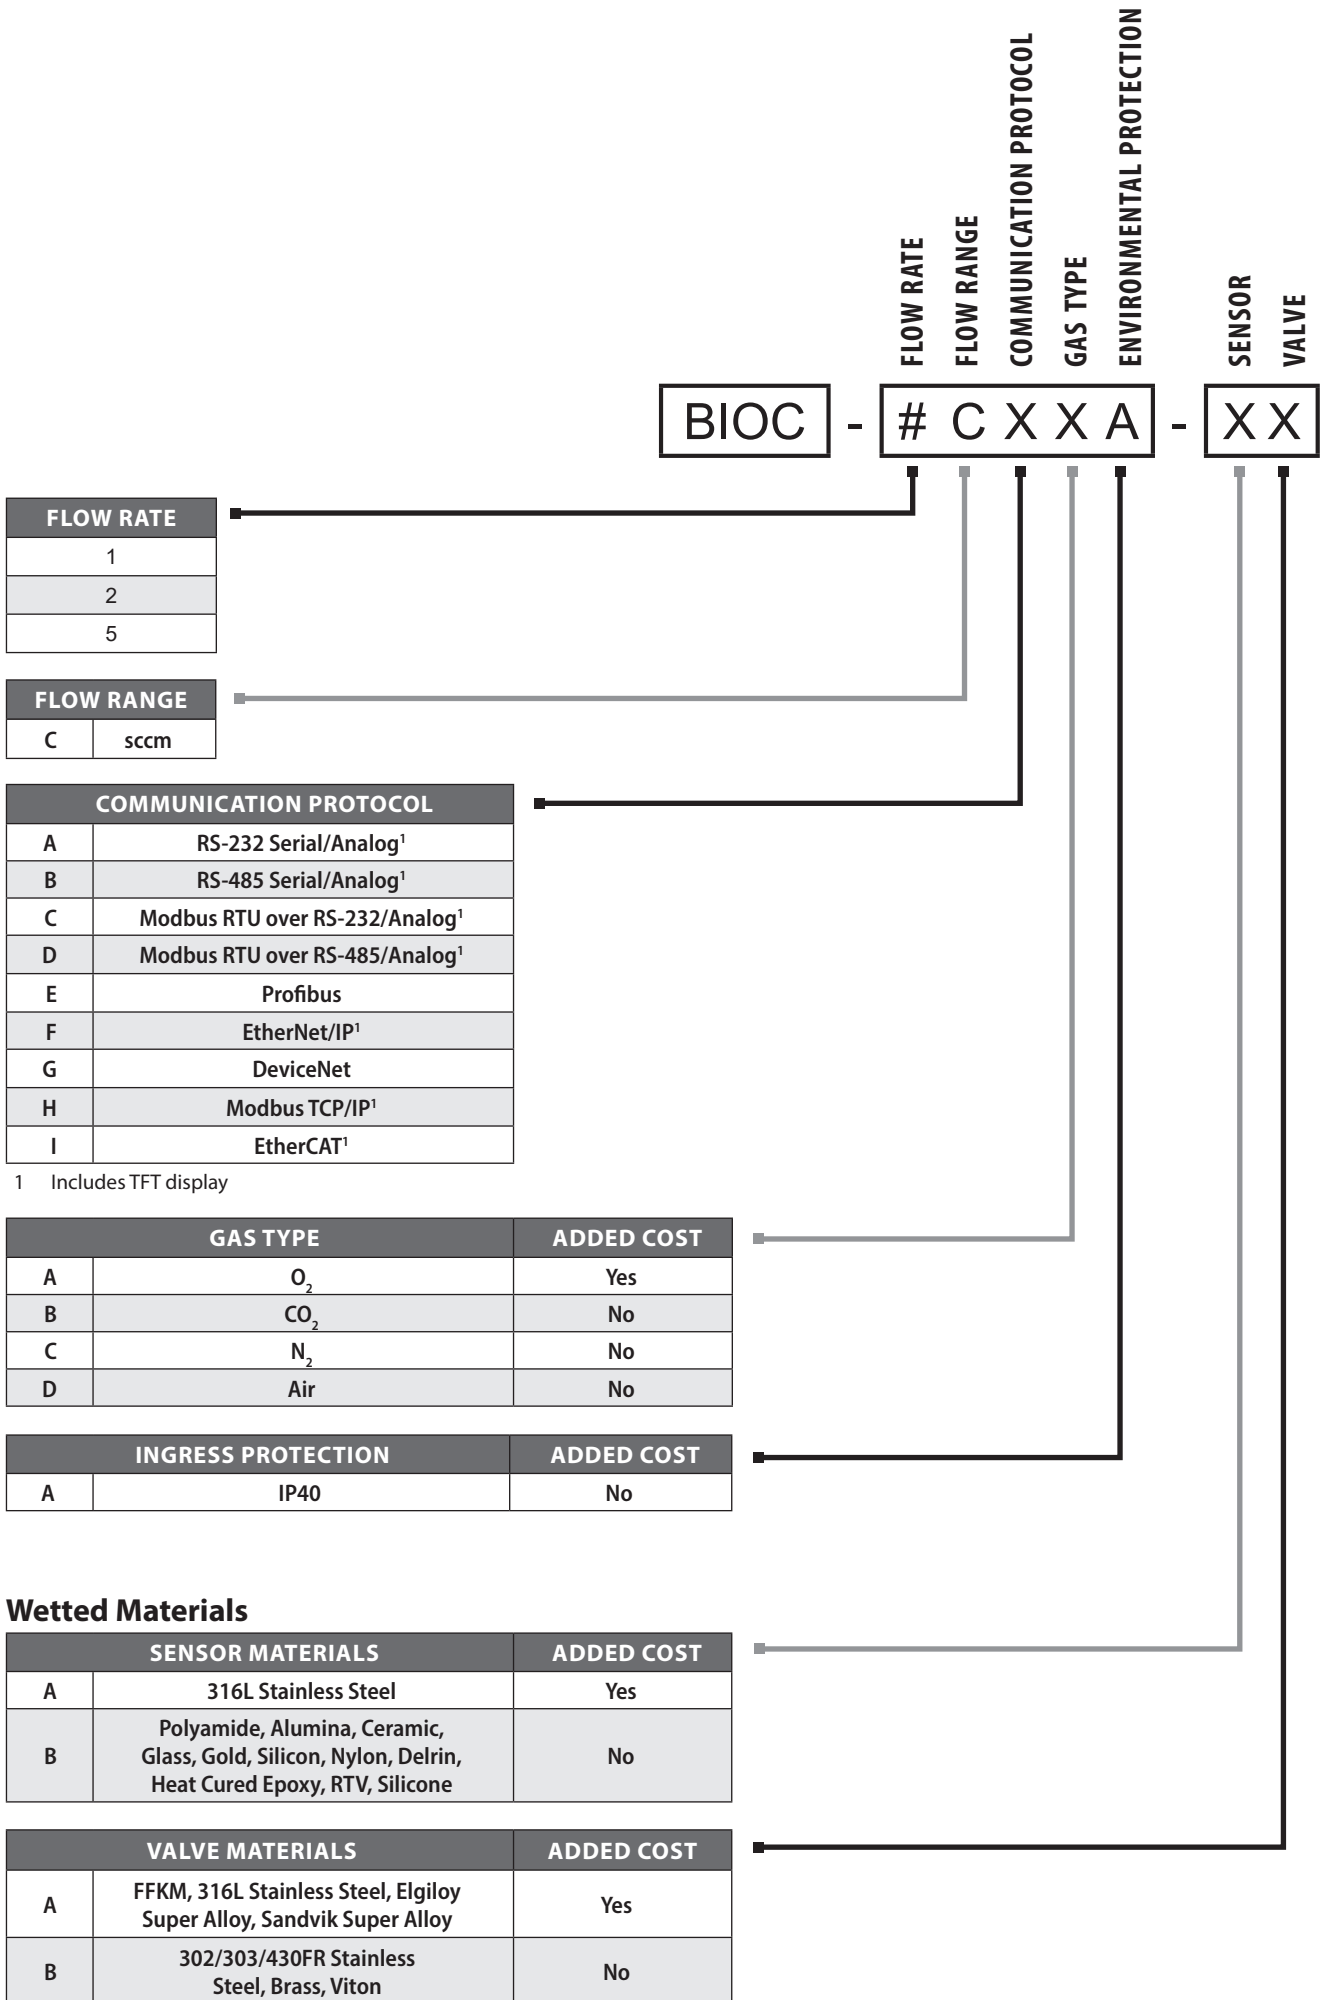 FLOW RATE
FLOW RANGE
COMMUNICATION PROTOCOL
GAS TYPE
ENVIRONMENTAL PROTECTION
SENSOR
VALVE
BIOC - # C X X A - X X
FLOW RATE
1
2
5
FLOW RANGE
C sccm
COMMUNICATION PROTOCOL
A RS-232 Serial/Analog¹
B RS-485 Serial/Analog¹
C Modbus RTU over RS-232/Analog¹
D Modbus RTU over RS-485/Analog¹
E Profibus
F EtherNet/IP¹
G DeviceNet
H Modbus TCP/IP¹
I EtherCAT¹
1 Includes TFT display
GAS TYPE ADDED COST
A O₂ Yes
B CO₂ No
C N₂ No
D Air No
INGRESS PROTECTION ADDED COST
A IP40 No
Wetted Materials
SENSOR MATERIALS ADDED COST
A 316L Stainless Steel Yes
Polyamide, Alumina, Ceramic,
B Glass, Gold, Silicon, Nylon, Delrin, No
Heat Cured Epoxy, RTV, Silicone
VALVE MATERIALS ADDED COST
A FFKM, 316L Stainless Steel, Elgiloy Yes
Super Alloy, Sandvik Super Alloy
B 302/303/430FR Stainless No
Steel, Brass, Viton